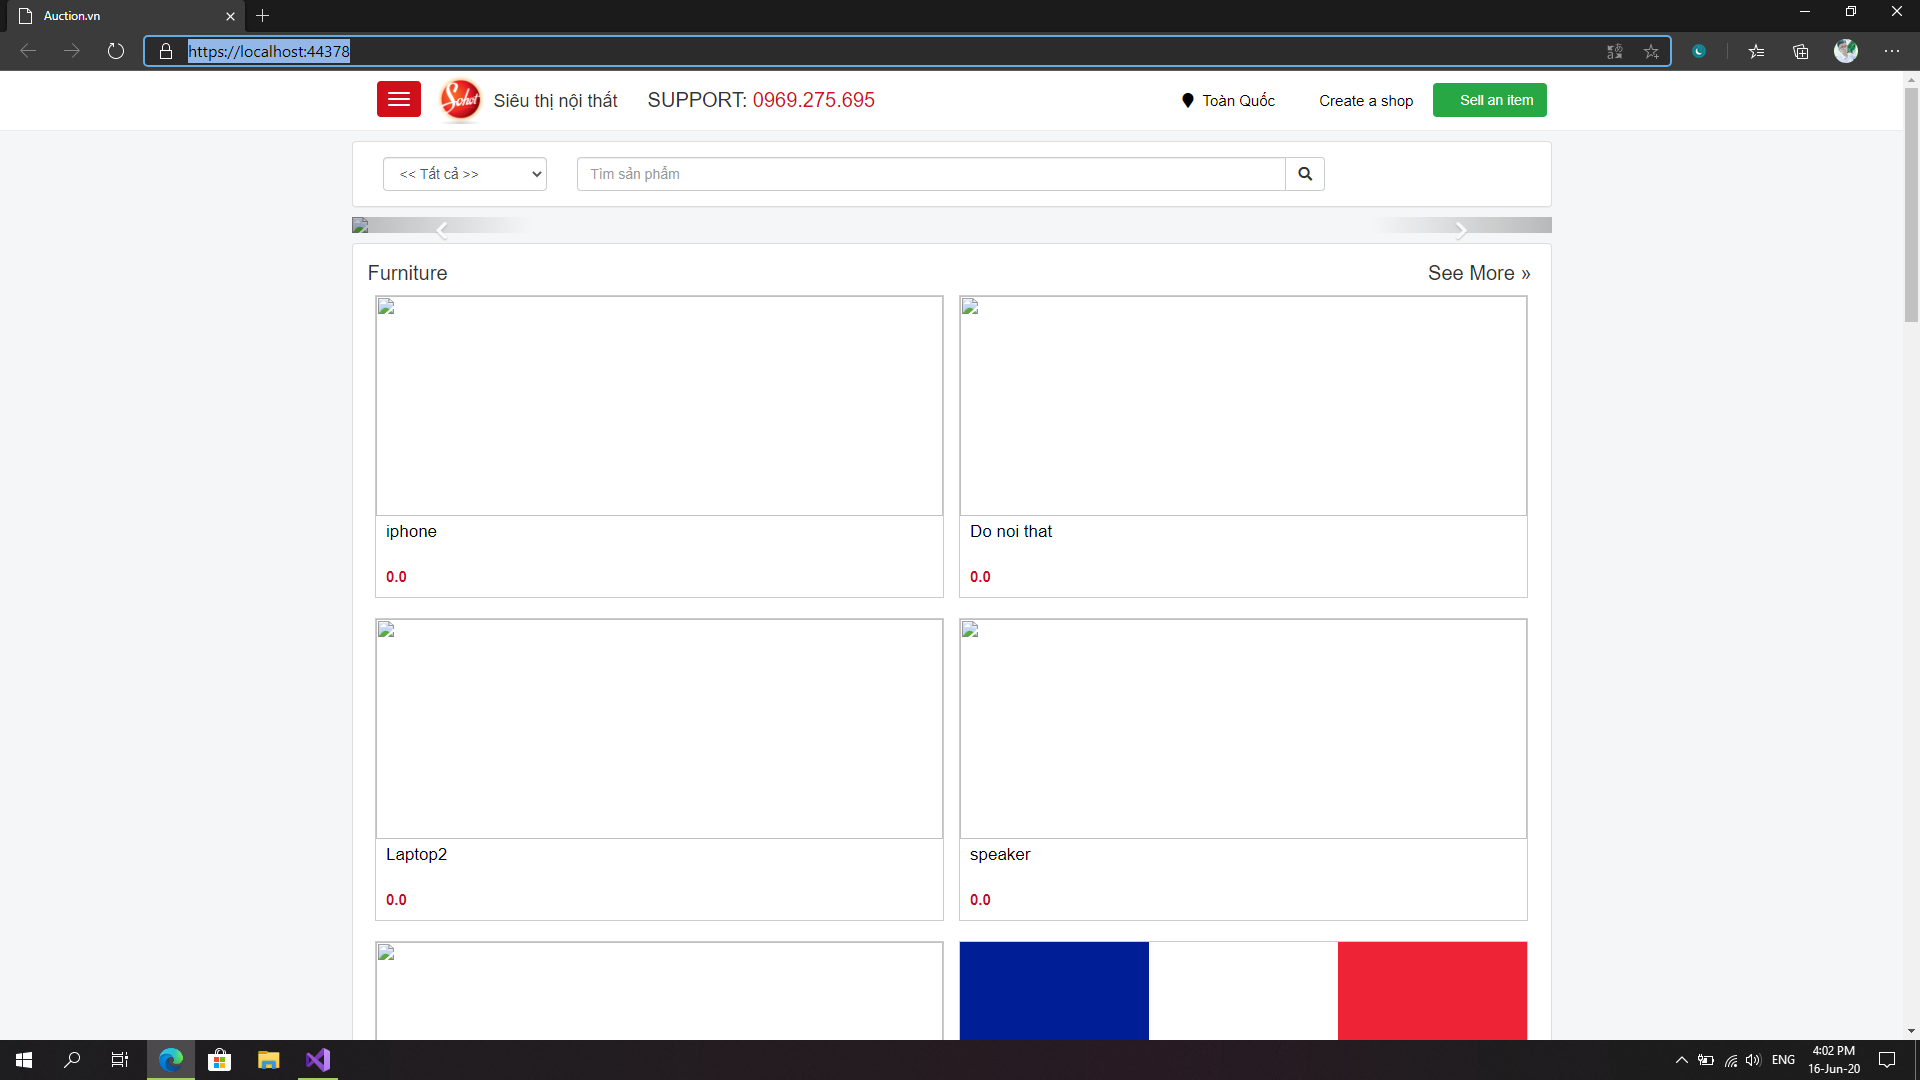 Auction.vn
https://localhost:44378
Sohot Siêu thị nội thất SUPPORT: 0969.275.695 Toàn Quốc Create a shop Sell an item
<< Tất cả >> Tìm sản phẩm
Furniture See More »
iphone Do noi that
0.0 0.0
Laptop2 speaker
0.0 0.0
ENG 4:02 PM
16-Jun-20